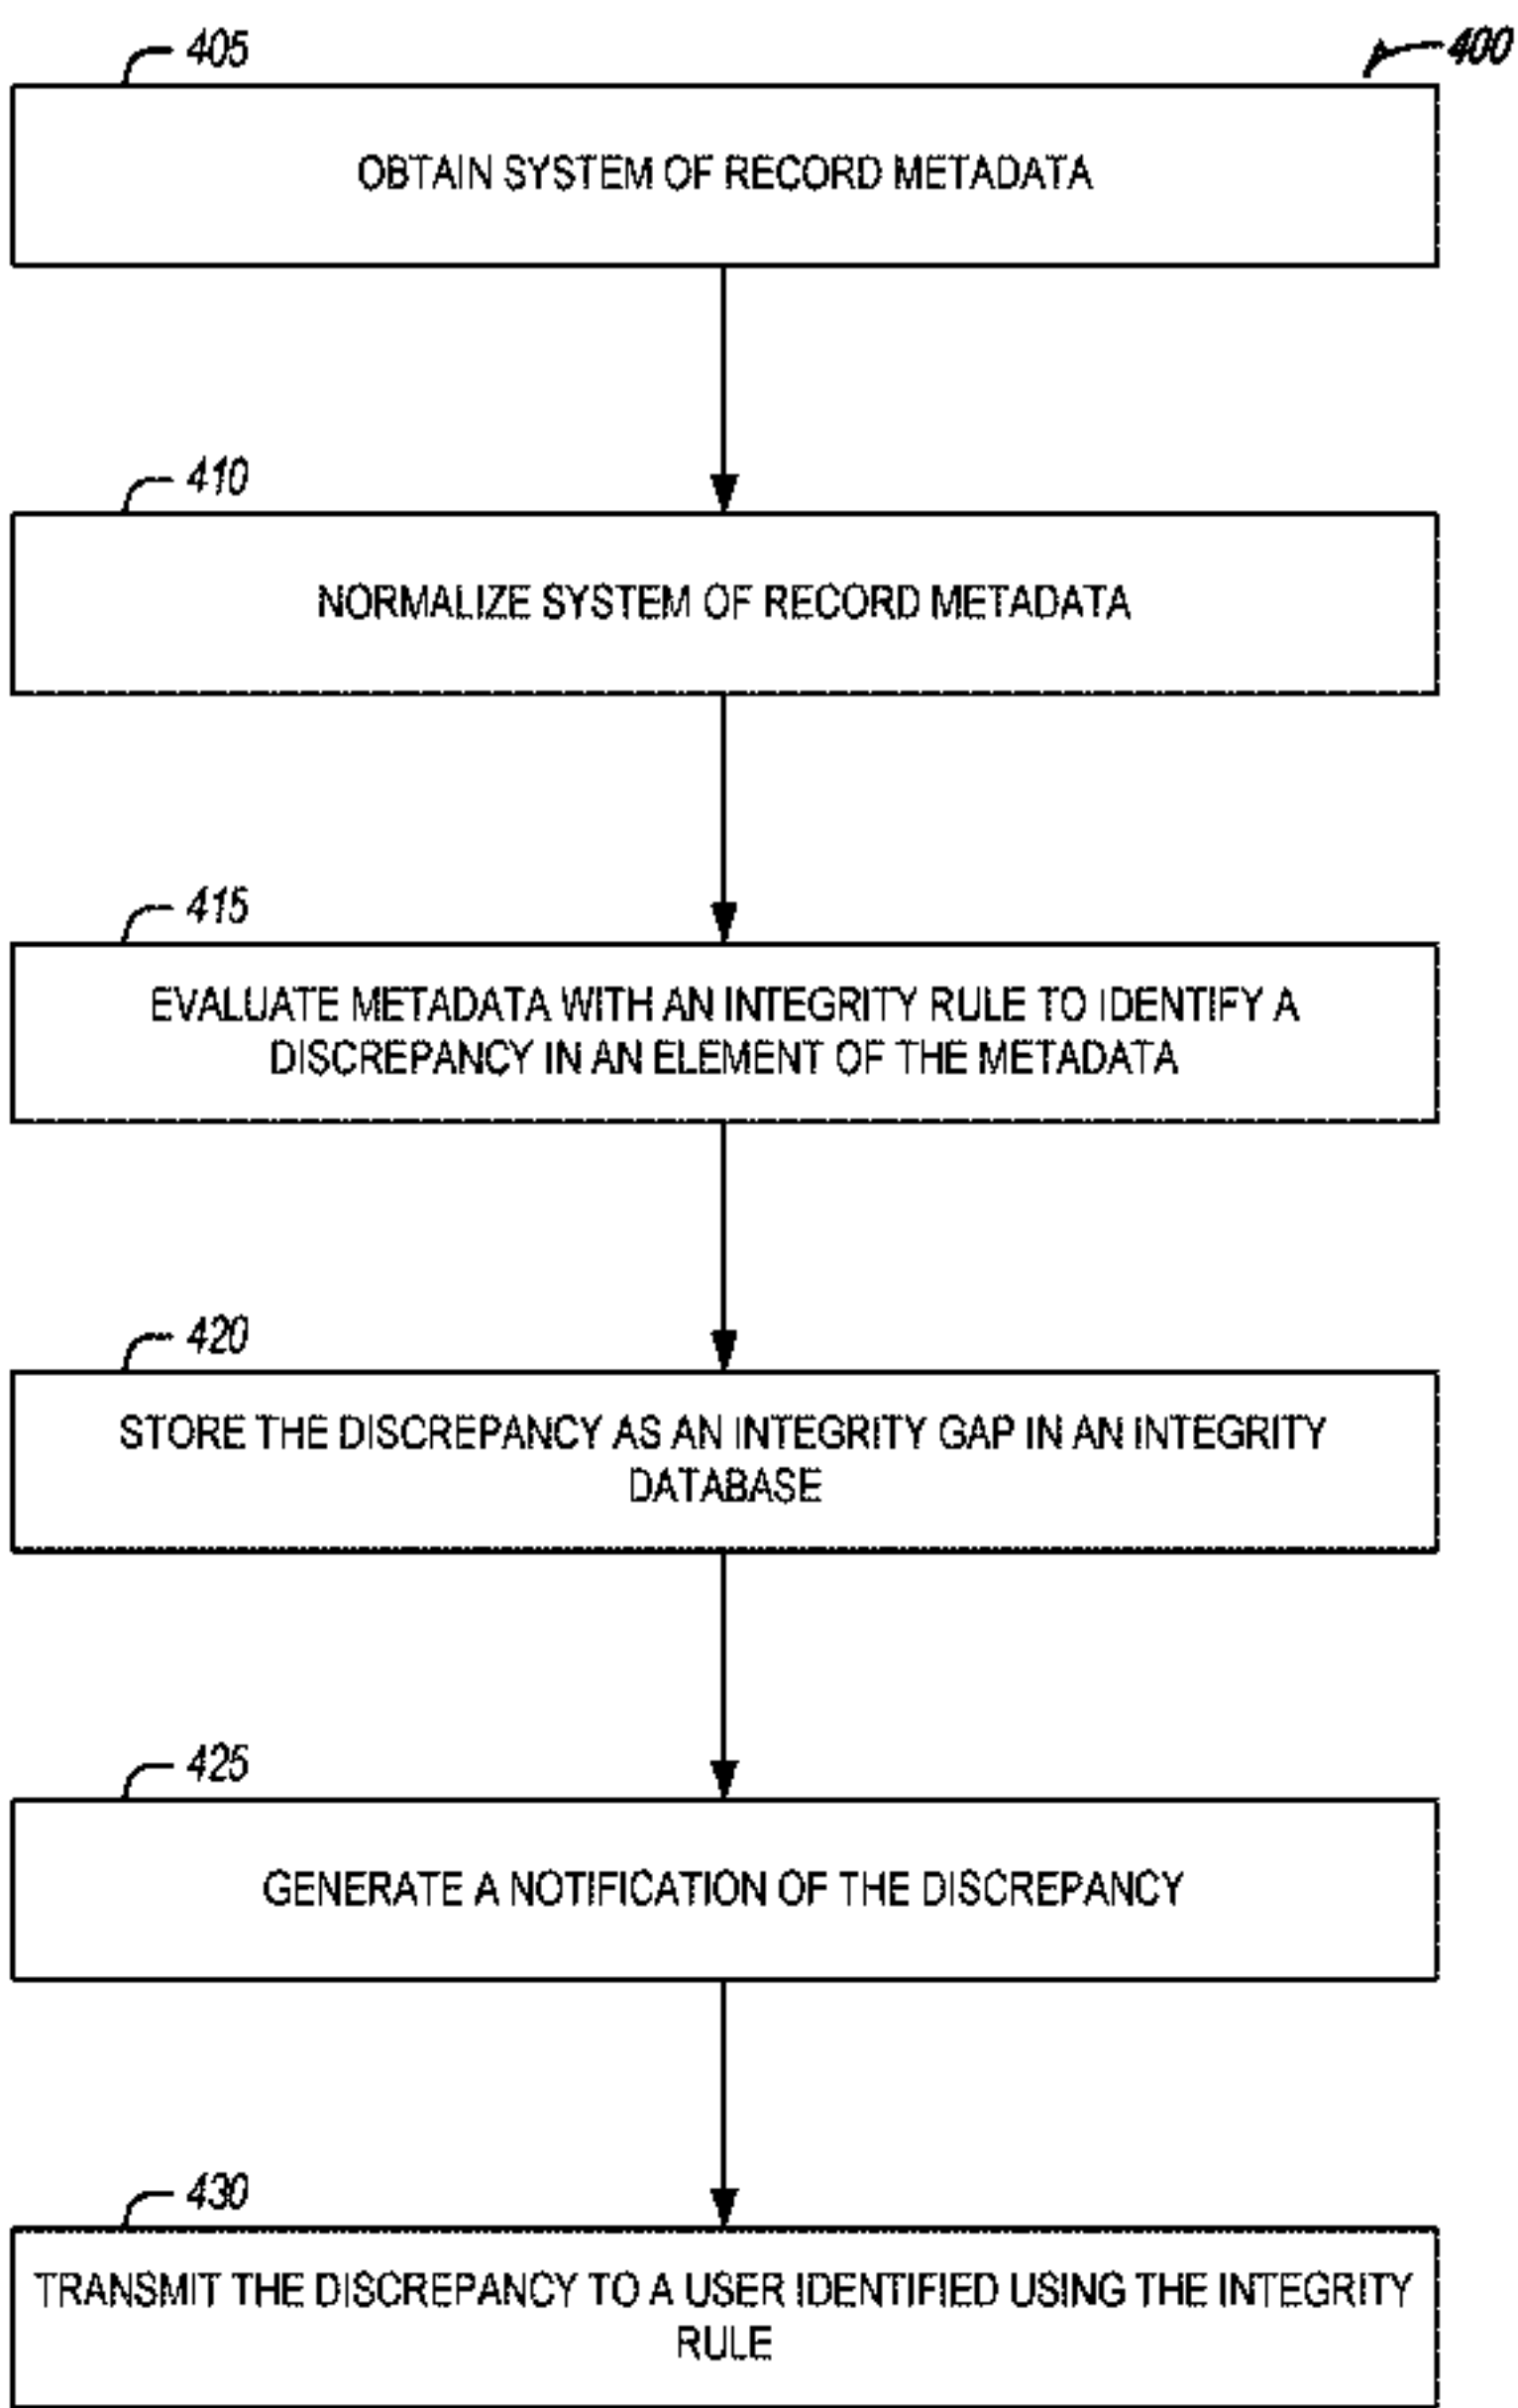 405
400
OBTAIN SYSTEM OF RECORD METADATA
410
NORMALIZE SYSTEM OF RECORD METADATA
415
EVALUATE METADATA WITH AN INTEGRITY RULE TO IDENTIFY A
DISCREPANCY IN AN ELEMENT OF THE METADATA
420
STORE THE DISCREPANCY AS AN INTEGRITY GAP IN AN INTEGRITY
DATABASE
425
GENERATE A NOTIFICATION OF THE DISCREPANCY
430
TRANSMIT THE DISCREPANCY TO A USER IDENTIFIED USING THE INTEGRITY
RULE